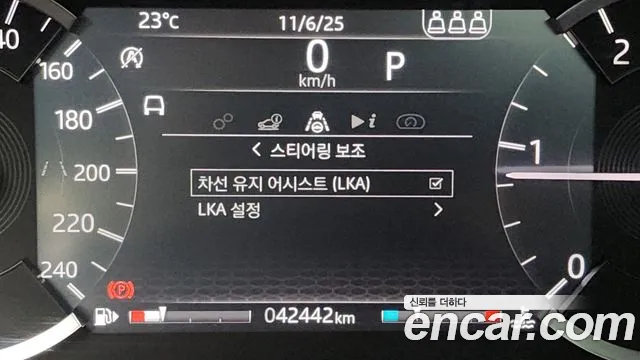 23°C 11/6/25
40 160 0 P 2
km/h
180
< 스티어링 보조
1
200 차선 유지 어시스트 (LKA)
LKA 설정 >
220
240 0
042442km
신뢰를 더하다
encar.com